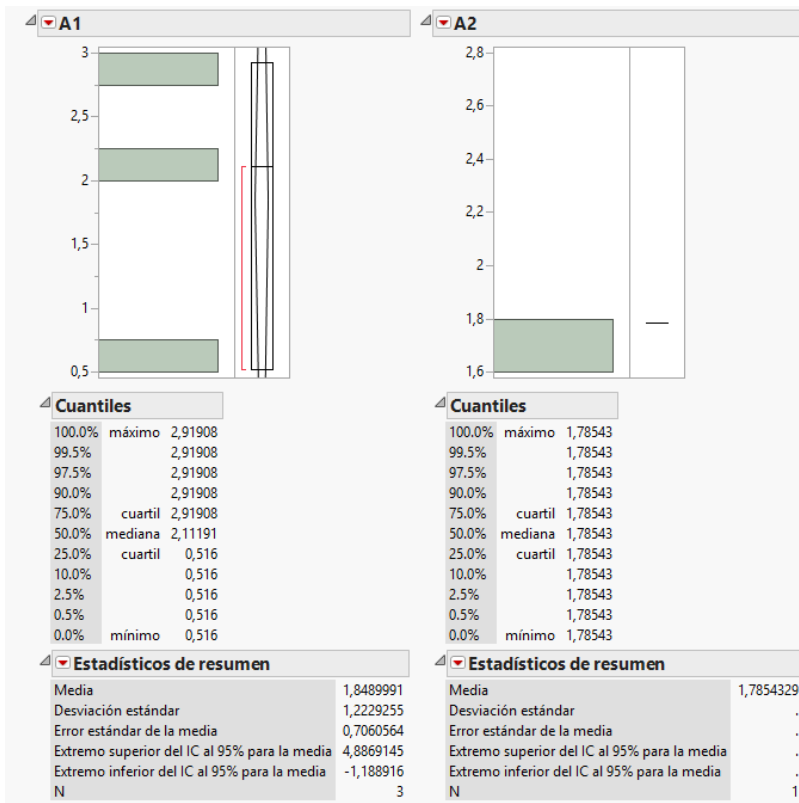 A1
3
2,5
2
1,5
1
0,5
Cuantiles
100.0% máximo 2,91908
99.5% 2,91908
97.5% 2,91908
90.0% 2,91908
75.0% cuartil 2,91908
50.0% mediana 2,11191
25.0% cuartil 0,516
10.0% 0,516
2.5% 0,516
0.5% 0,516
0.0% mínimo 0,516
Estadísticos de resumen
Media 1,8489991
Desviación estándar 1,2229255
Error estándar de la media 0,7060564
Extremo superior del IC al 95% para la media 4,8869145
Extremo inferior del IC al 95% para la media -1,188916
N 3
A2
2,8
2,6
2,4
2,2
2
1,8
1,6
Cuantiles
100.0% máximo 1,78543
99.5% 1,78543
97.5% 1,78543
90.0% 1,78543
75.0% cuartil 1,78543
50.0% mediana 1,78543
25.0% cuartil 1,78543
10.0% 1,78543
2.5% 1,78543
0.5% 1,78543
0.0% mínimo 1,78543
Estadísticos de resumen
Media 1,7854329
Desviación estándar .
Error estándar de la media .
Extremo superior del IC al 95% para la media .
Extremo inferior del IC al 95% para la media .
N 1